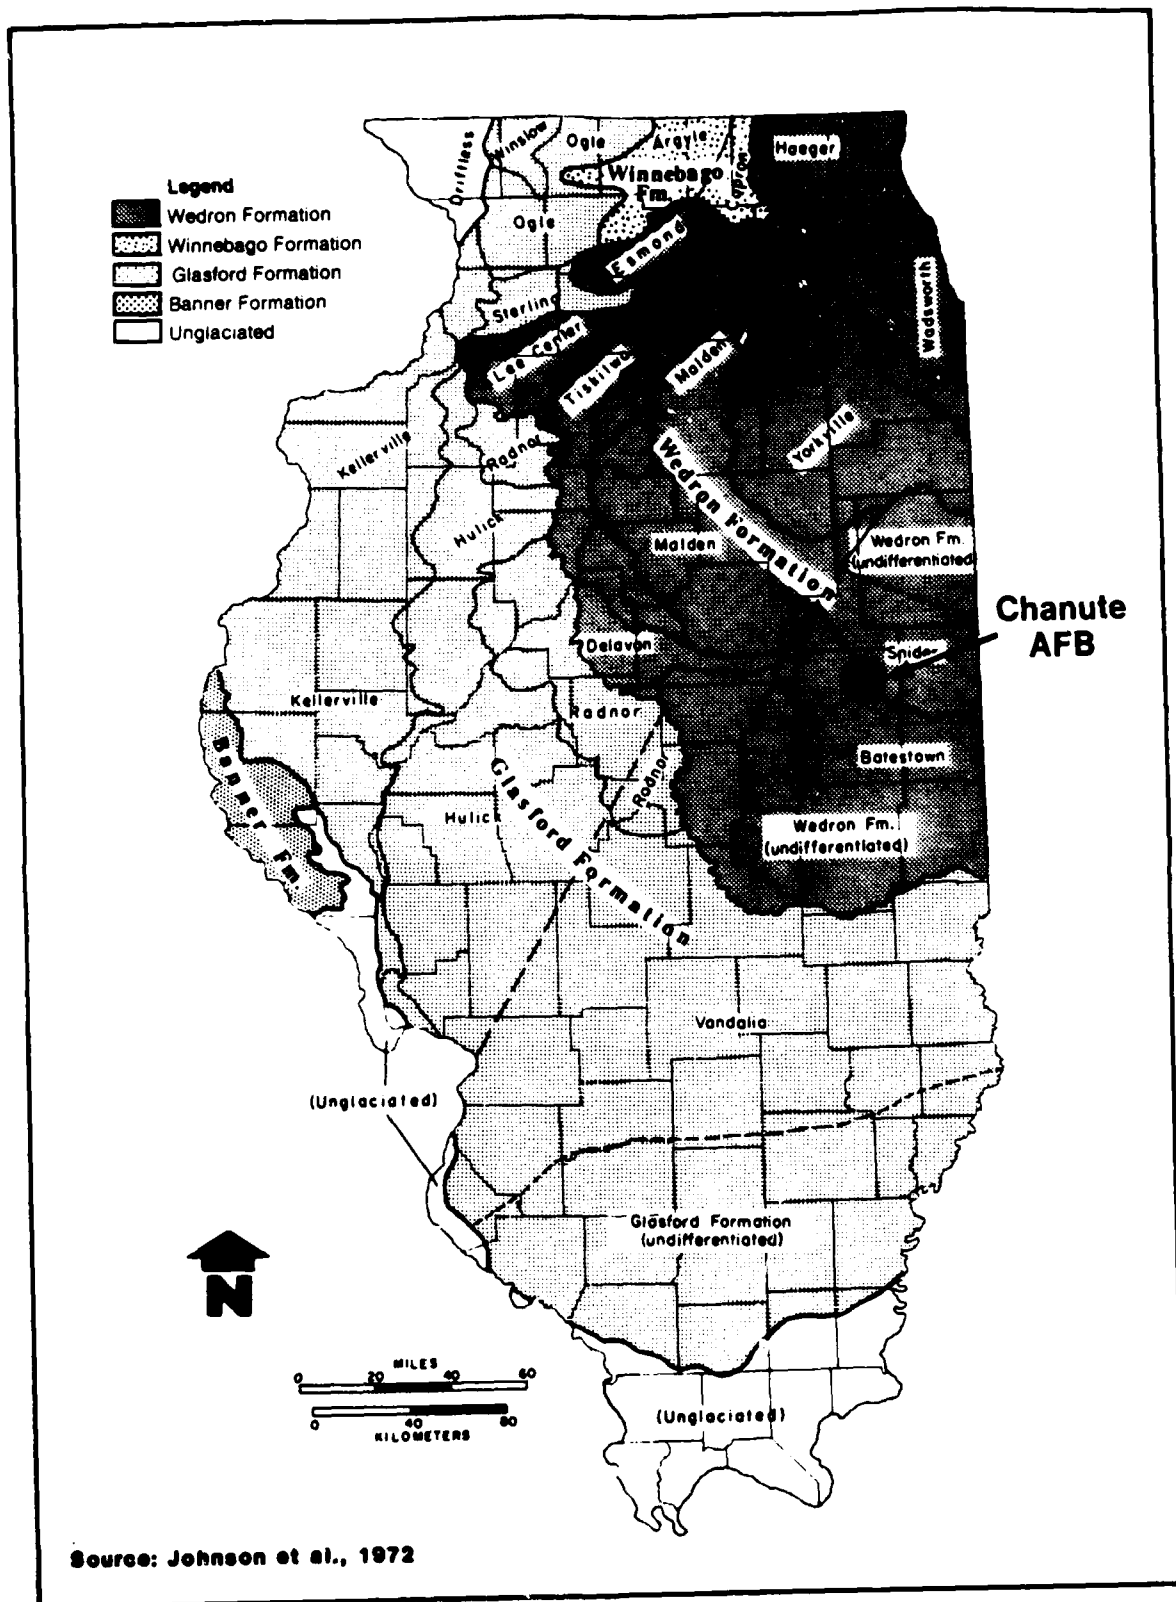 Legend
Wedron Formation
Winnebago Formation
Glasford Formation
Banner Formation
Unglaciated
Driftless
Winslow
Ogle
Argyle
Haeger
Winnebago
Fm.
Ogle
Esmond
Wadsworth
Sterling
Lee Center
Tiskilwa
Malden
Yorkville
Kellerville
Radnor
Wedron Formation
Hulick
Malden
Wedron Fm.
(undifferentiated)
Chanute
AFB
Delavan
Kellerville
Radnor
Banner Fm.
Glasford Formation
Radnor
Batestown
Hulick
Wedron Fm.
(undifferentiated)
Vandalia
(Unglaciated)
Glasford Formation
(undifferentiated)
N
MILES
0 20 40 60
0 40 80
KILOMETERS
(Unglaciated)
Source: Johnson et al., 1972